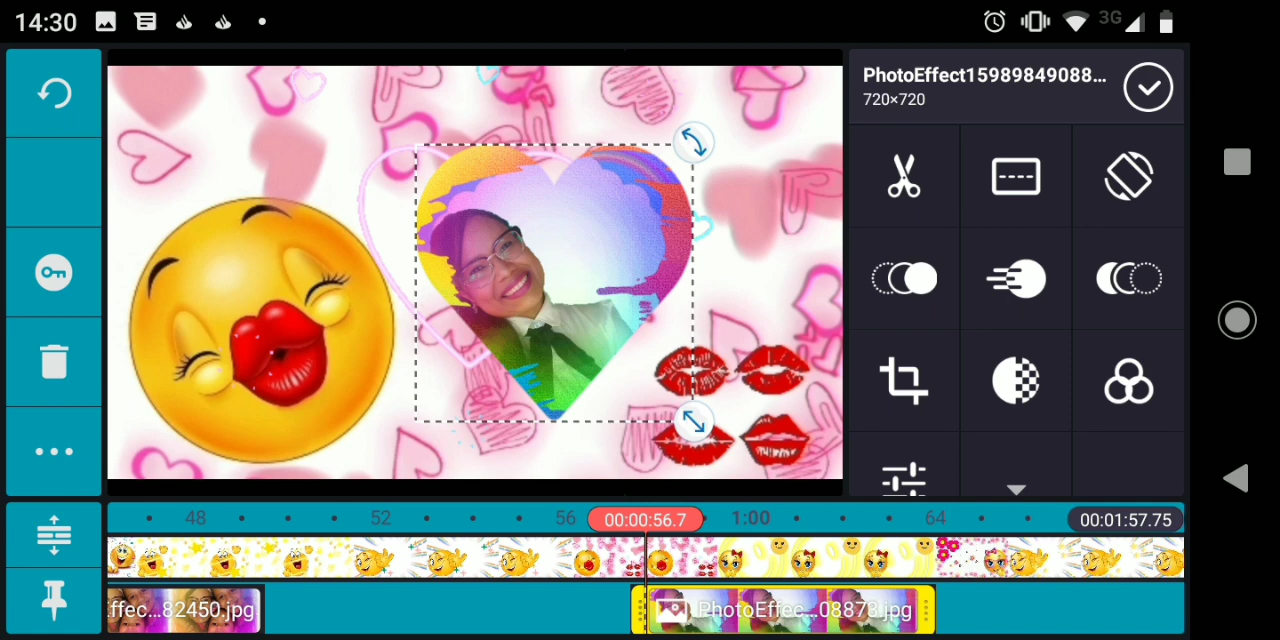 14:30
3G
PhotoEffect15989849088...
720×720
48
52
56
00:00:56.7
1:00
64
00:01:57.75
ffec...82450.jpg
PhotoEffec...08873.jpg